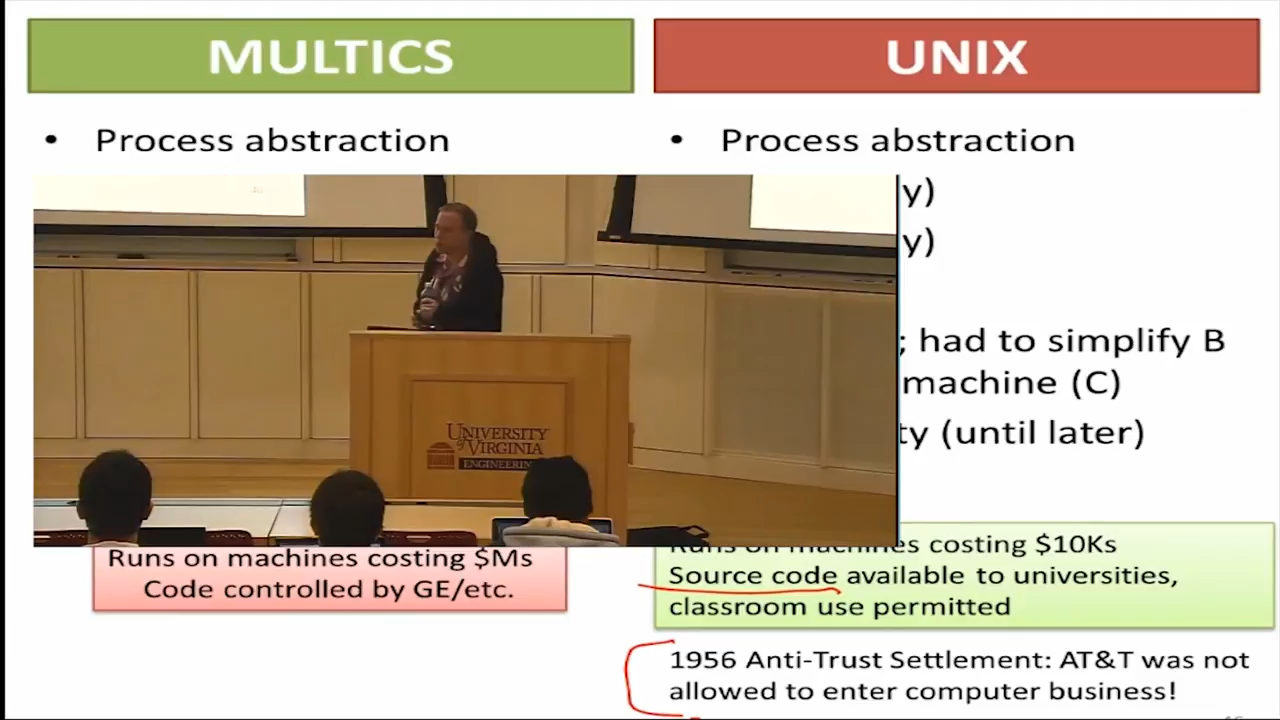 MULTICS
UNIX
• Process abstraction
• Process abstraction
y)
y)
; had to simplify B
machine (C)
ty (until later)
UNIVERSITY
of VIRGINIA
ENGINEERING
Runs on machines costing $Ms
Code controlled by GE/etc.
Runs on machines costing $10Ks
Source code available to universities,
classroom use permitted
1956 Anti-Trust Settlement: AT&T was not
allowed to enter computer business!